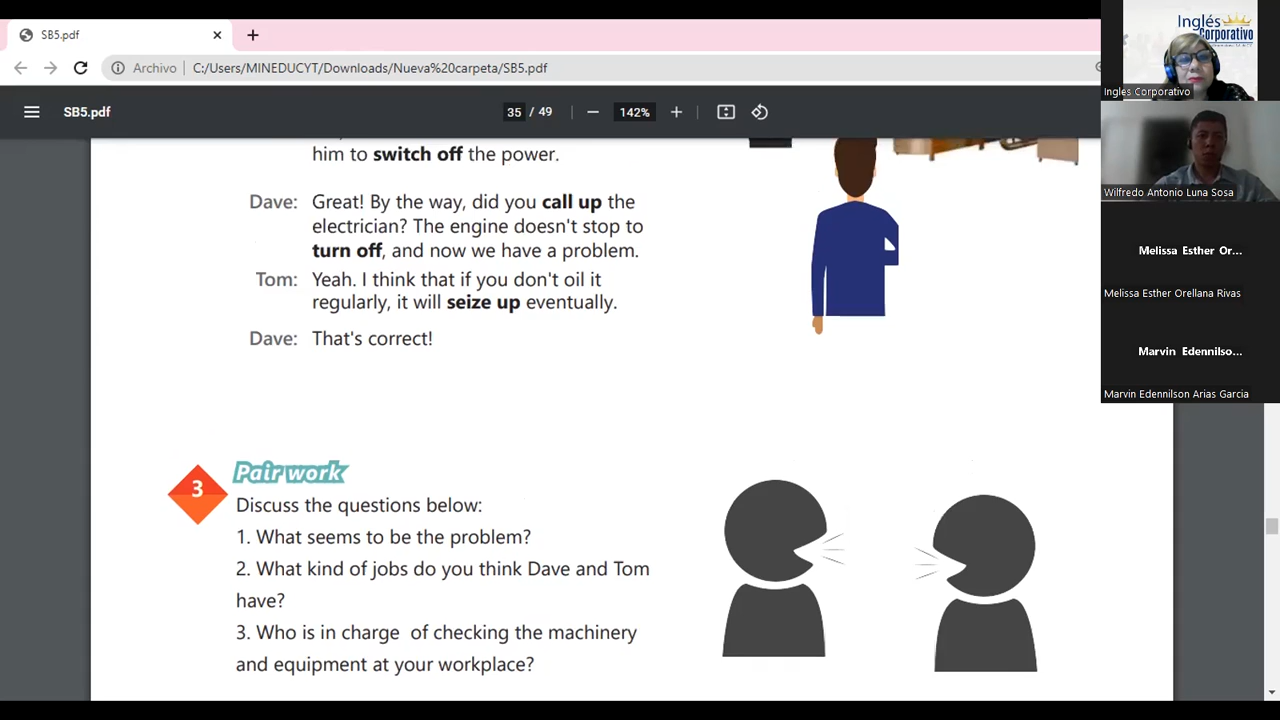 SB5.pdf
Archivo
C:/Users/MINEDUCYT/Downloads/Nueva%20carpeta/SB5.pdf
SB5.pdf
35 / 49
142%
him to switch off the power.
Dave: Great! By the way, did you call up the
electrician? The engine doesn't stop to
turn off, and now we have a problem.
Tom: Yeah. I think that if you don't oil it
regularly, it will seize up eventually.
Dave: That's correct!
3
Pair work
Discuss the questions below:
1. What seems to be the problem?
2. What kind of jobs do you think Dave and Tom
have?
3. Who is in charge of checking the machinery
and equipment at your workplace?
Inglés
Corporativo
Ingles Corporativo
Wilfredo Antonio Luna Sosa
Melissa Esther Or...
Melissa Esther Orellana Rivas
Marvin Edennilso...
Marvin Edennilson Arias Garcia